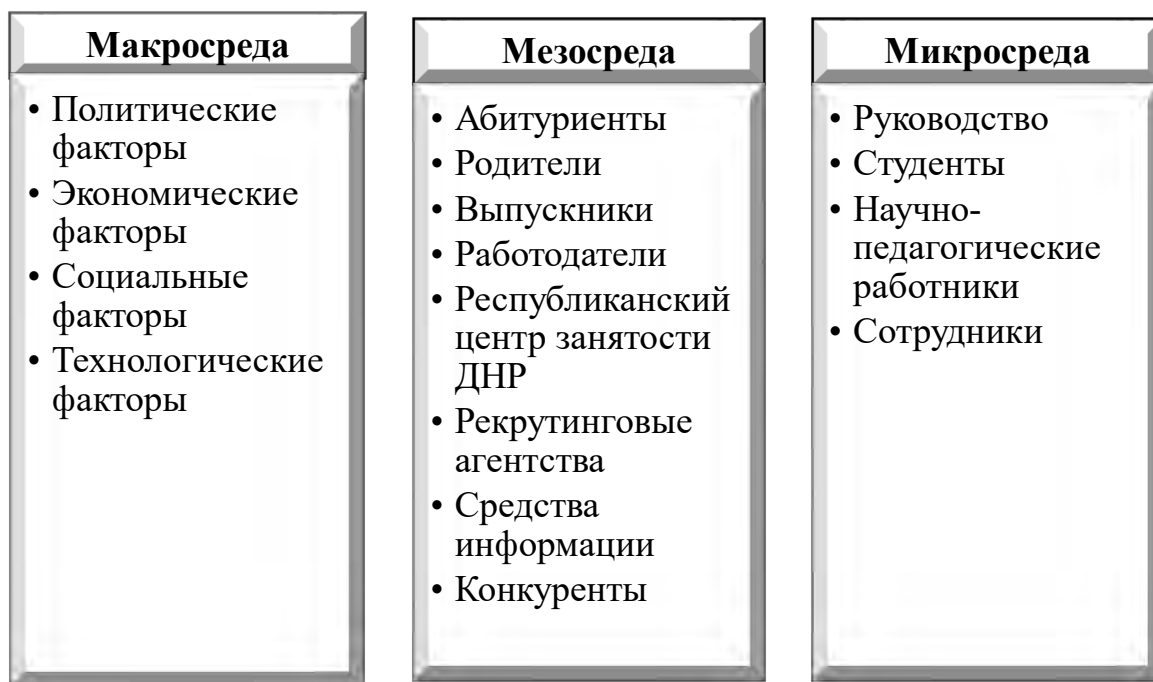 Макросреда
• Политические
факторы
• Экономические
факторы
• Социальные
факторы
• Технологические
факторы
Мезосреда
• Абитуриенты
• Родители
• Выпускники
• Работодатели
• Республиканский
центр занятости
ДНР
• Рекрутинговые
агентства
• Средства
информации
• Конкуренты
Микросреда
• Руководство
• Студенты
• Научно-
педагогические
работники
• Сотрудники